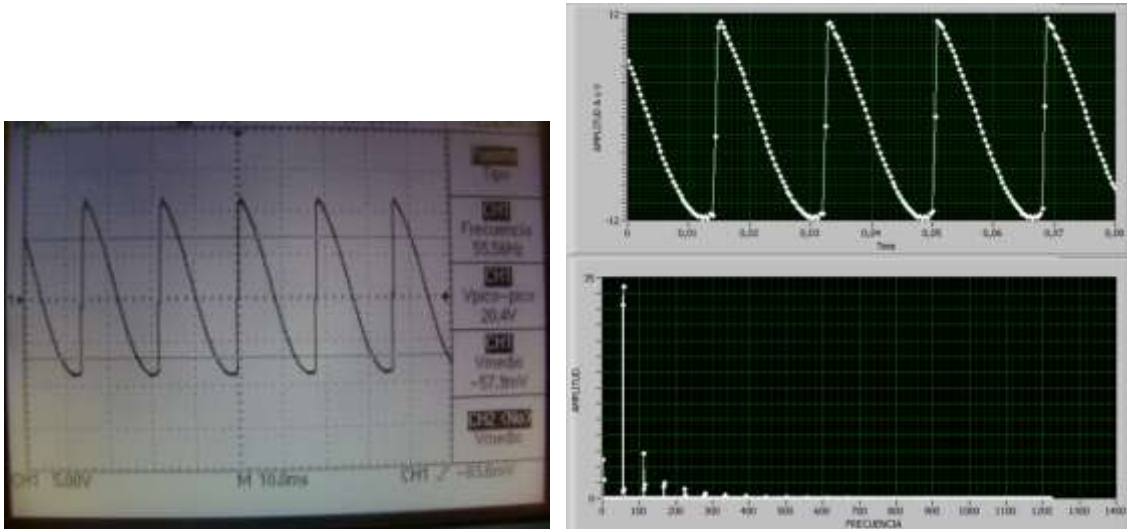 Tipo
CH1
Frecuencia
55.56Hz
CH1
Vpico-pico
20.4V
CH1
Vmedio
Vmedio
CH1 5.00V
M 10.0ms
CH1
12
AMPLITUD
-12
0
0,01
0,02
0,03
0,04
0,05
0,06
0,07
0,08
Time
AMPLITUD
0
0
100
200
300
400
500
600
700
800
900
1000
1100
1200
1300
1400
FRECUENCIA